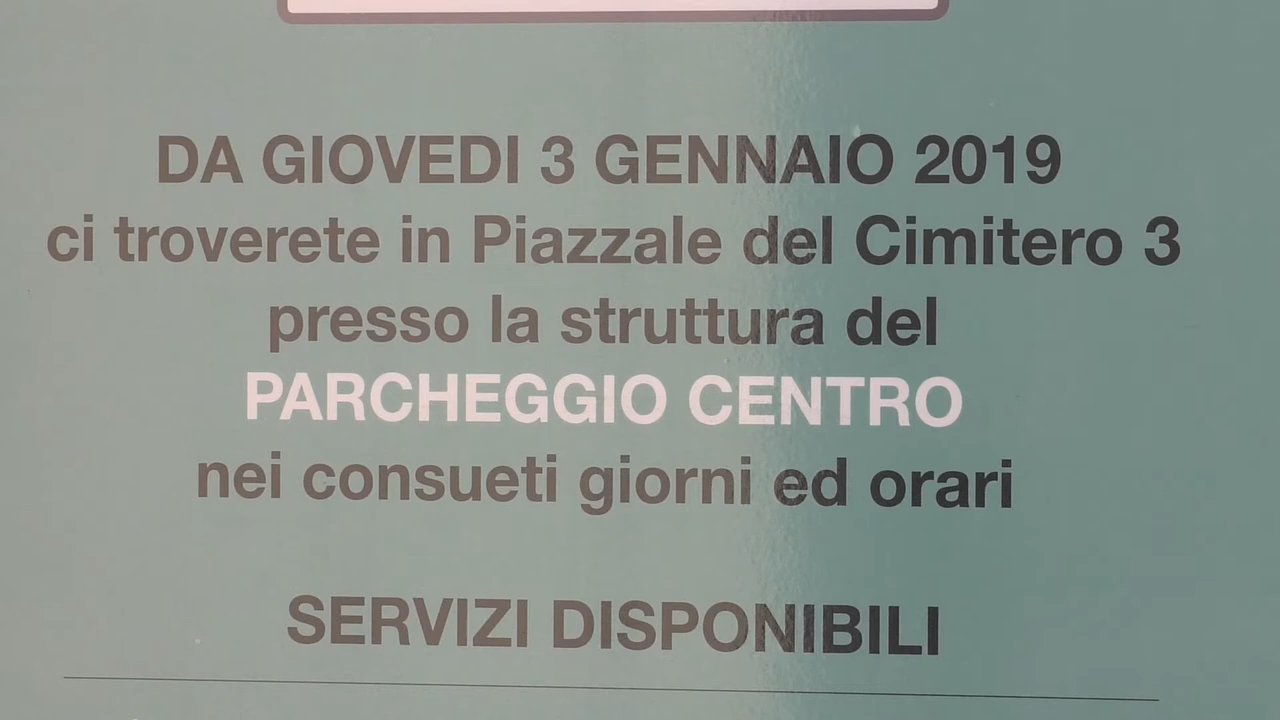 DA GIOVEDI 3 GENNAIO 2019
ci troverete in Piazzale del Cimitero 3
presso la struttura del
PARCHEGGIO CENTRO
nei consueti giorni ed orari
SERVIZI DISPONIBILI